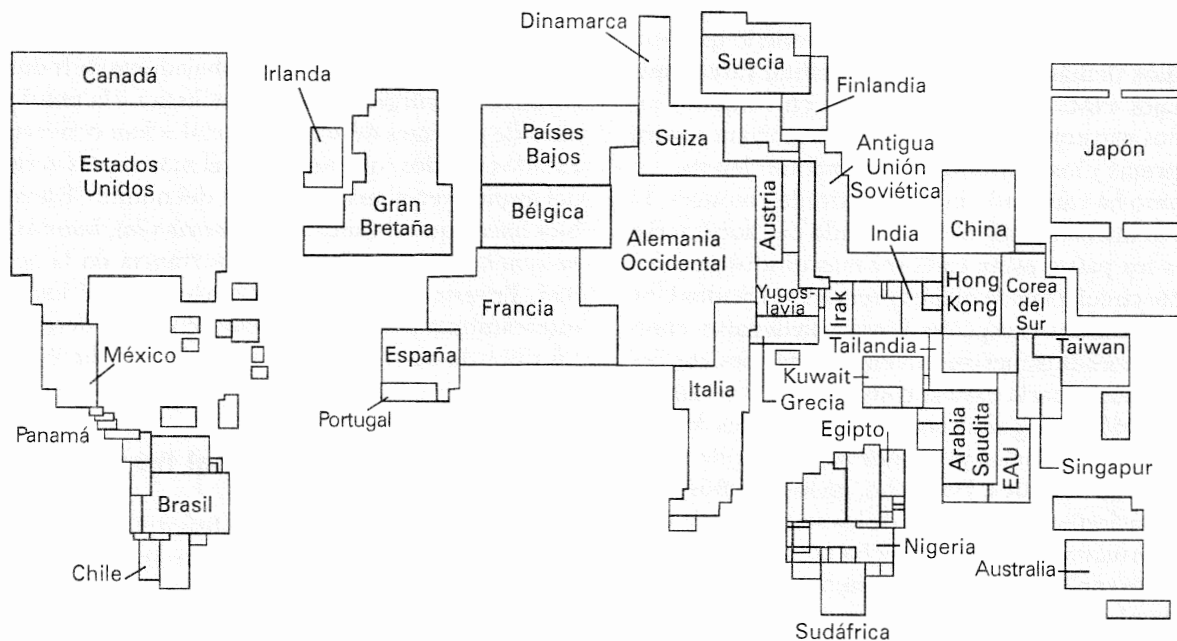 Dinamarca
Suecia
Finlandia
Canadá
Irlanda
Estados
Unidos
Países
Bajos
Suiza
Antigua
Unión
Soviética
Japón
Gran
Bretaña
Bélgica
Alemania
Occidental
Austria
India
China
Francia
Yugos-
lavia
Irak
Hong
Kong
Corea
del
Sur
México
España
Italia
Tailandia
Taiwan
Kuwait
Grecia
Portugal
Panamá
Egipto
Arabia
Saudita
EAU
Singapur
Brasil
Nigeria
Australia
Chile
Sudáfrica